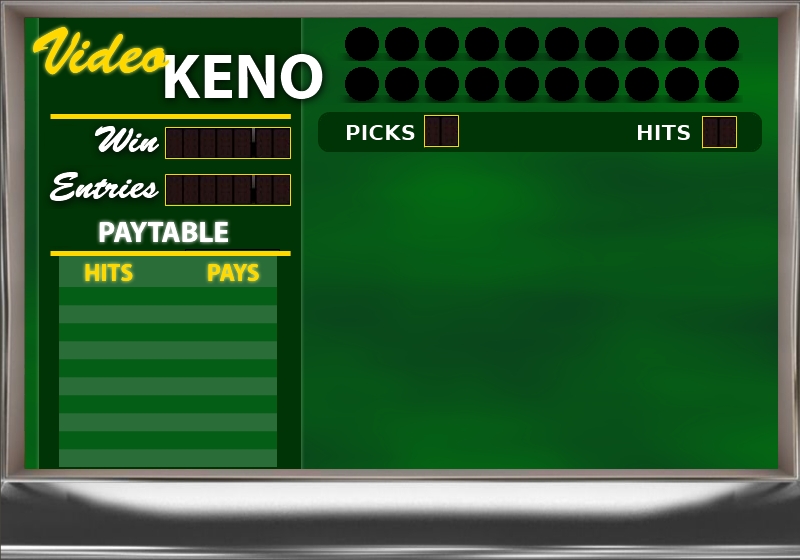 Video
KENO
Win
Entries
PAYTABLE
HITS PAYS
PICKS HITS